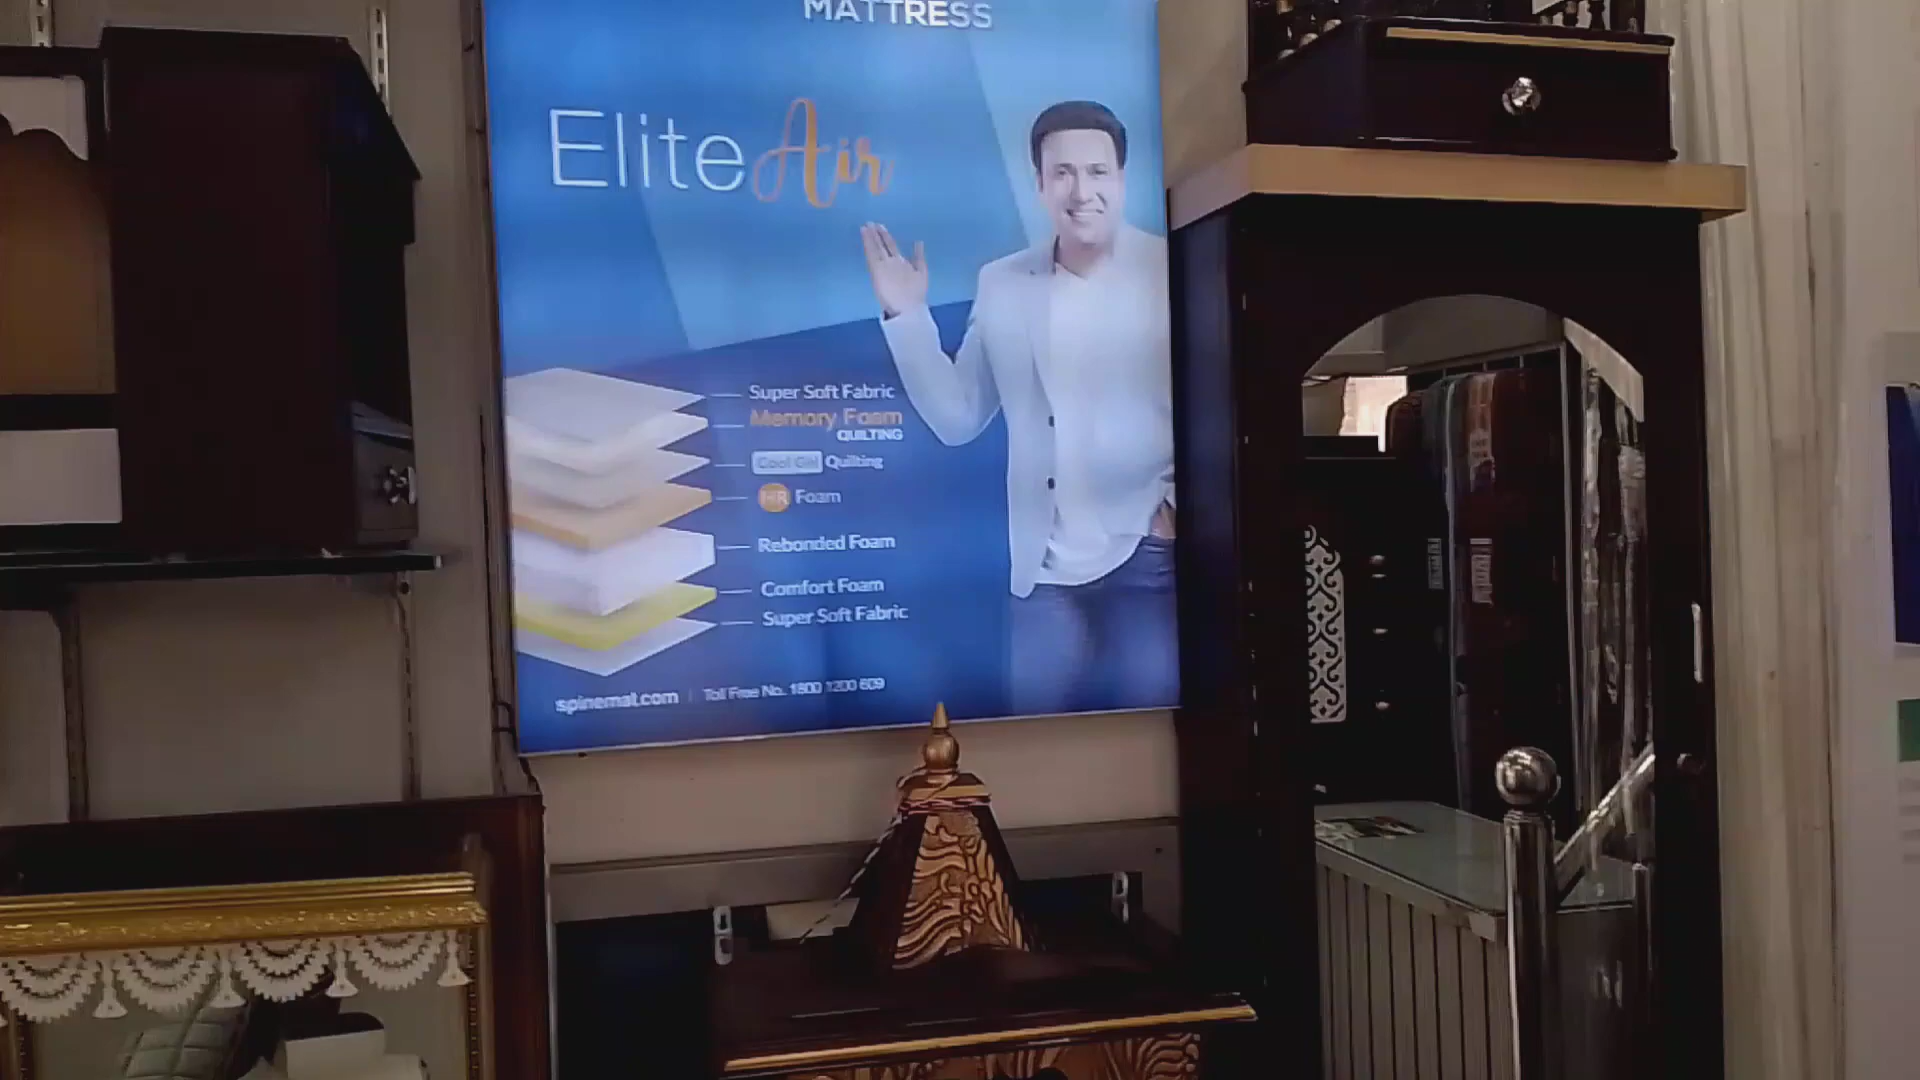 MATTRESS
Elite Air
Super Soft Fabric
Memory Foam
QUILTING
Cool Gel Quilting
HR Foam
Rebonded Foam
Comfort Foam
Super Soft Fabric
spinemat.com | Toll Free No. 1800 1200 609